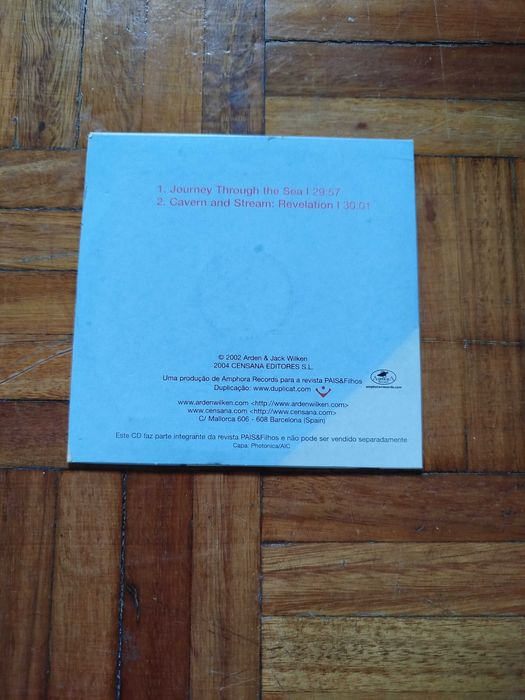 1. Journey Through the Sea | 29:57
2. Cavern and Stream: Revelation | 30:01
© 2002 Arden & Jack Wilken
2004 CENSANA EDITORES S.L.
Uma produção de Amphora Records para a revista PAIS&Filhos
Duplicação: www.duplicat.com
amphorarecords.com
www.ardenwilken.com <http://www.ardenwilken.com>
www.censana.com <http://www.censana.com>
C/ Mallorca 606 - 608 Barcelona (Spain)
Este CD faz parte integrante da revista PAIS&Filhos e não pode ser vendido separadamente
Capa: Photonica/AIC